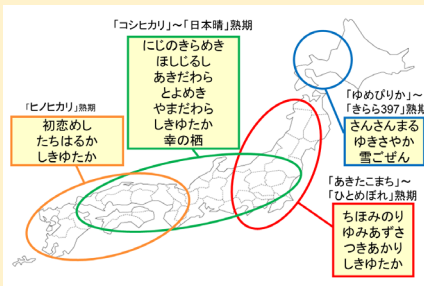 「コシヒカリ」～「日本晴」熟期
にじのきらめき
ほしじるし
あきだわら
とよめき
やまだわら
しきゆたか
幸の栖
「ヒノヒカリ」熟期
初恋めし
たちはるか
しきゆたか
「ゆめぴりか」～
「きらら397」熟期
さんさんまる
ゆきさやか
雪ごぜん
「あきたこまち」～
「ひとめぼれ」熟期
ちほみのり
ゆみあずさ
つきあかり
しきゆたか